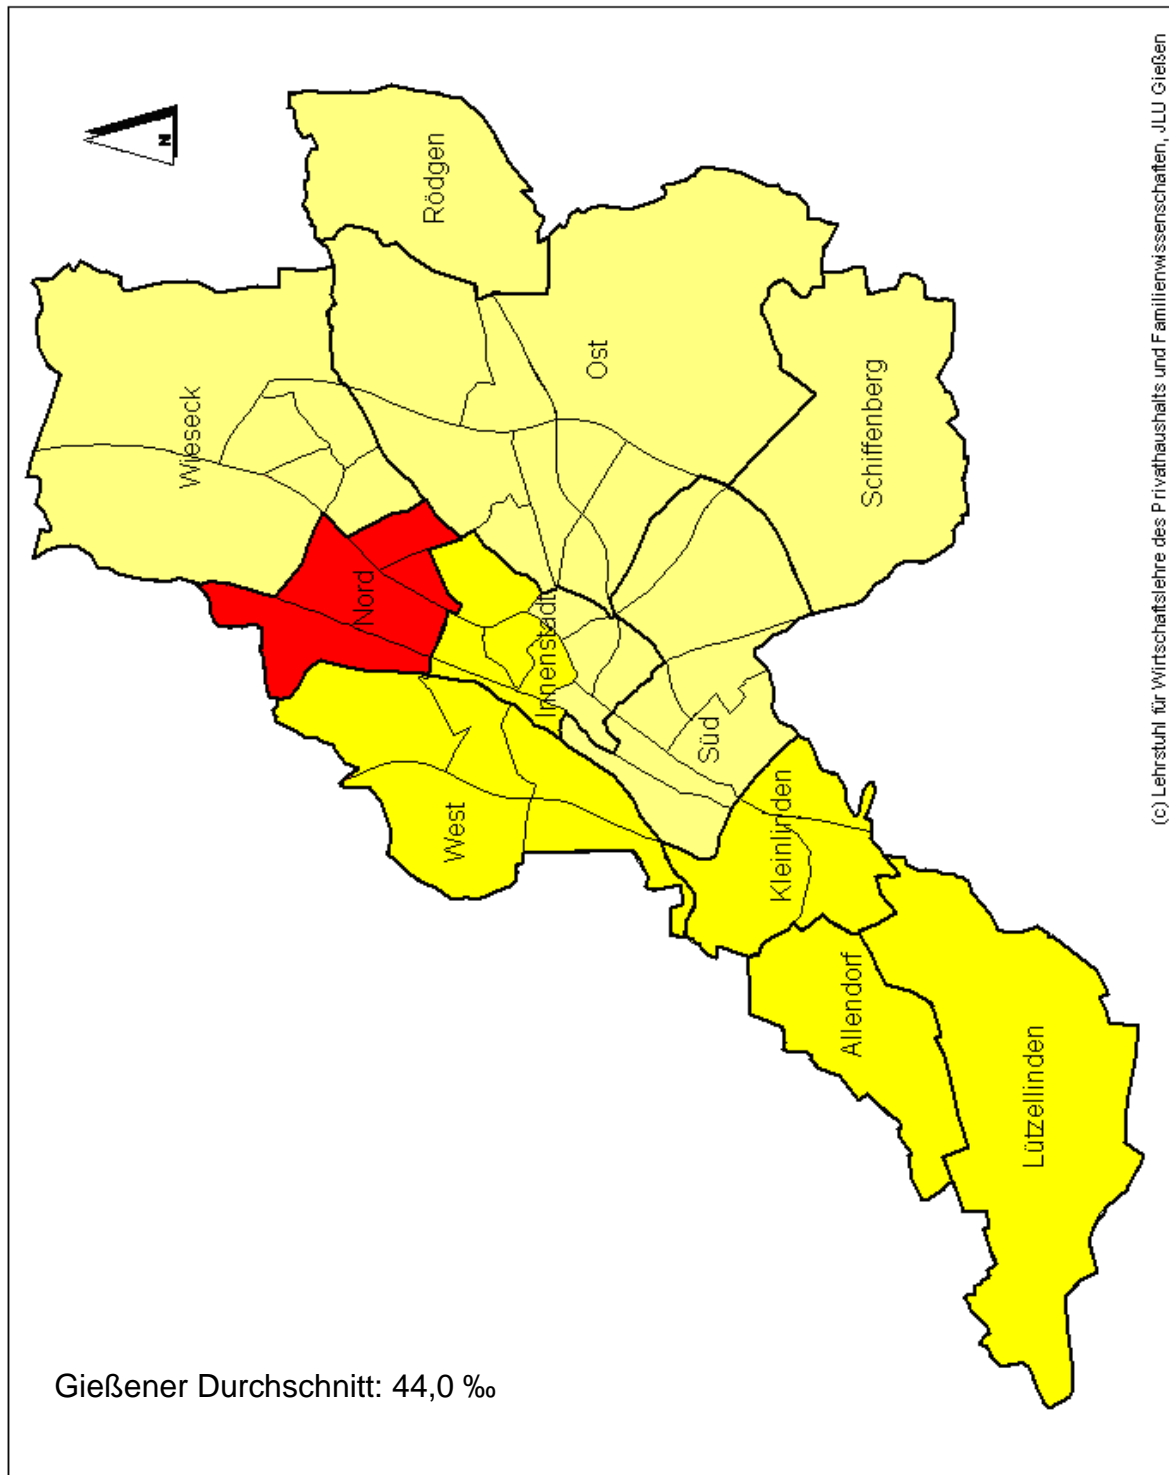 N
Rödgen
Wieseck
Ost
Schiffenberg
Nord
Innenstadt
Süd
West
Kleinlinden
Allendorf
Lützellinden
Gießener Durchschnitt: 44,0 ‰
(c) Lehrstuhl für Wirtschaftslehre des Privathaushalts und Familienwissenschaften, JLU Gießen